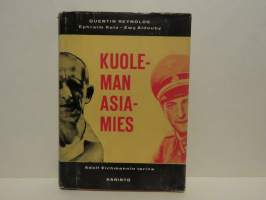 QUENTIN REYNOLDS
Ephraim Katz - Zwy Aldouby
KUOLE-
MAN
ASIA-
MIES
Adolf Eichmannin tarina
KARISTO